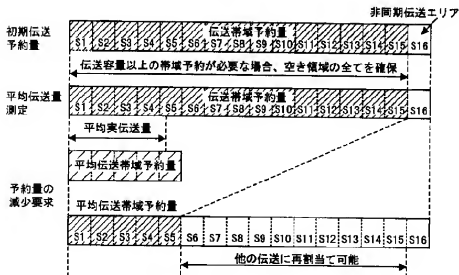 非同期伝送エリア
初期伝送
予約量
伝送帯域予約量
S1 S2 S3 S4 S5 S6 S7 S8 S9 S10 S11 S12 S13 S14 S15 S16
伝送容量以上の帯域予約が必要な場合、空き領域の全てを確保
平均伝送量
測定
伝送帯域予約量
S1 S2 S3 S4 S5 S6 S7 S8 S9 S10 S11 S12 S13 S14 S15 S16
平均実伝送量
平均伝送帯域予約量
予約量の
減少要求
平均伝送帯域予約量
S1 S2 S3 S4 S5 S6 S7 S8 S9 S10 S11 S12 S13 S14 S15 S16
他の伝送に再割当て可能